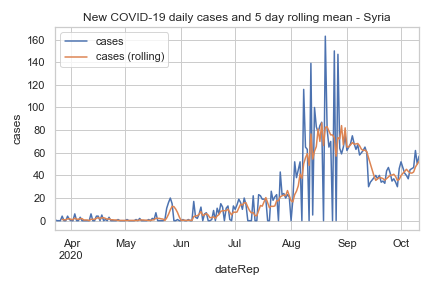 New COVID-19 daily cases and 5 day rolling mean - Syria
cases
cases (rolling)
cases
160
140
120
100
80
60
40
20
0
Apr May Jun Jul Aug Sep Oct
2020
dateRep